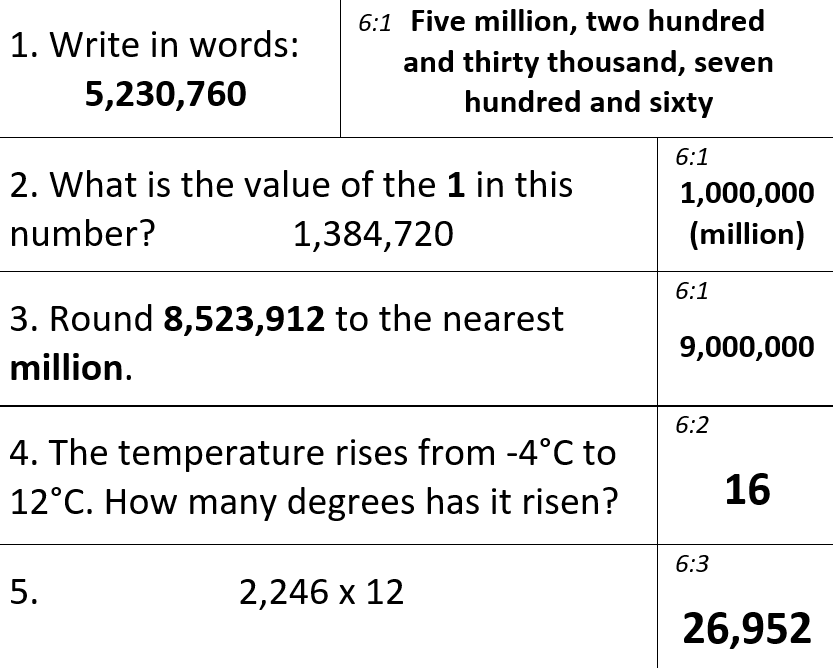 1. Write in words:
5,230,760
6:1 Five million, two hundred
and thirty thousand, seven
hundred and sixty
2. What is the value of the 1 in this
number? 1,384,720
6:1
1,000,000
(million)
3. Round 8,523,912 to the nearest
million.
6:1
9,000,000
4. The temperature rises from -4°C to
12°C. How many degrees has it risen?
6:2
16
5. 2,246 x 12
6:3
26,952